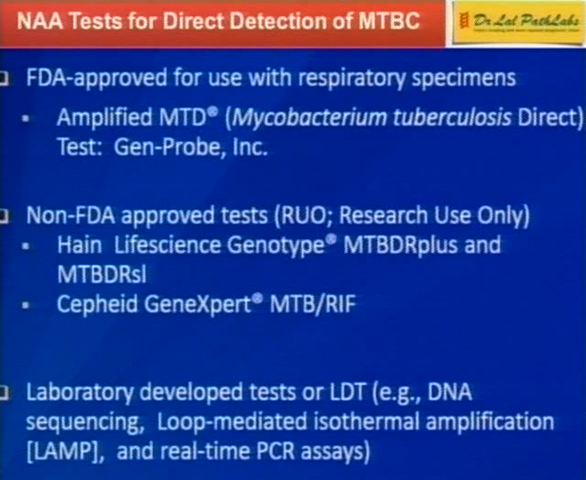 NAA Tests for Direct Detection of MTBC
Dr Lal PathLabs
FDA-approved for use with respiratory specimens
Amplified MTD® (Mycobacterium tuberculosis Direct)
Test: Gen-Probe, Inc.
Non-FDA approved tests (RUO; Research Use Only)
Hain Lifescience Genotype® MTBDRplus and
MTBDRsl
Cepheid GeneXpert® MTB/RIF
Laboratory developed tests or LDT (e.g., DNA
sequencing, Loop-mediated isothermal amplification
[LAMP], and real-time PCR assays)